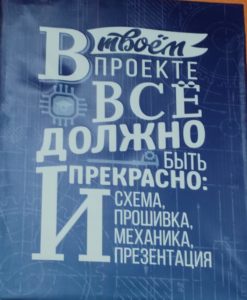 В твоём
ПРОЕКТЕ
ВСЁ
ДОЛЖНО
БЫТЬ
ПРЕКРАСНО:
И СХЕМА,
ПРОШИВКА,
МЕХАНИКА,
ПРЕЗЕНТАЦИЯ